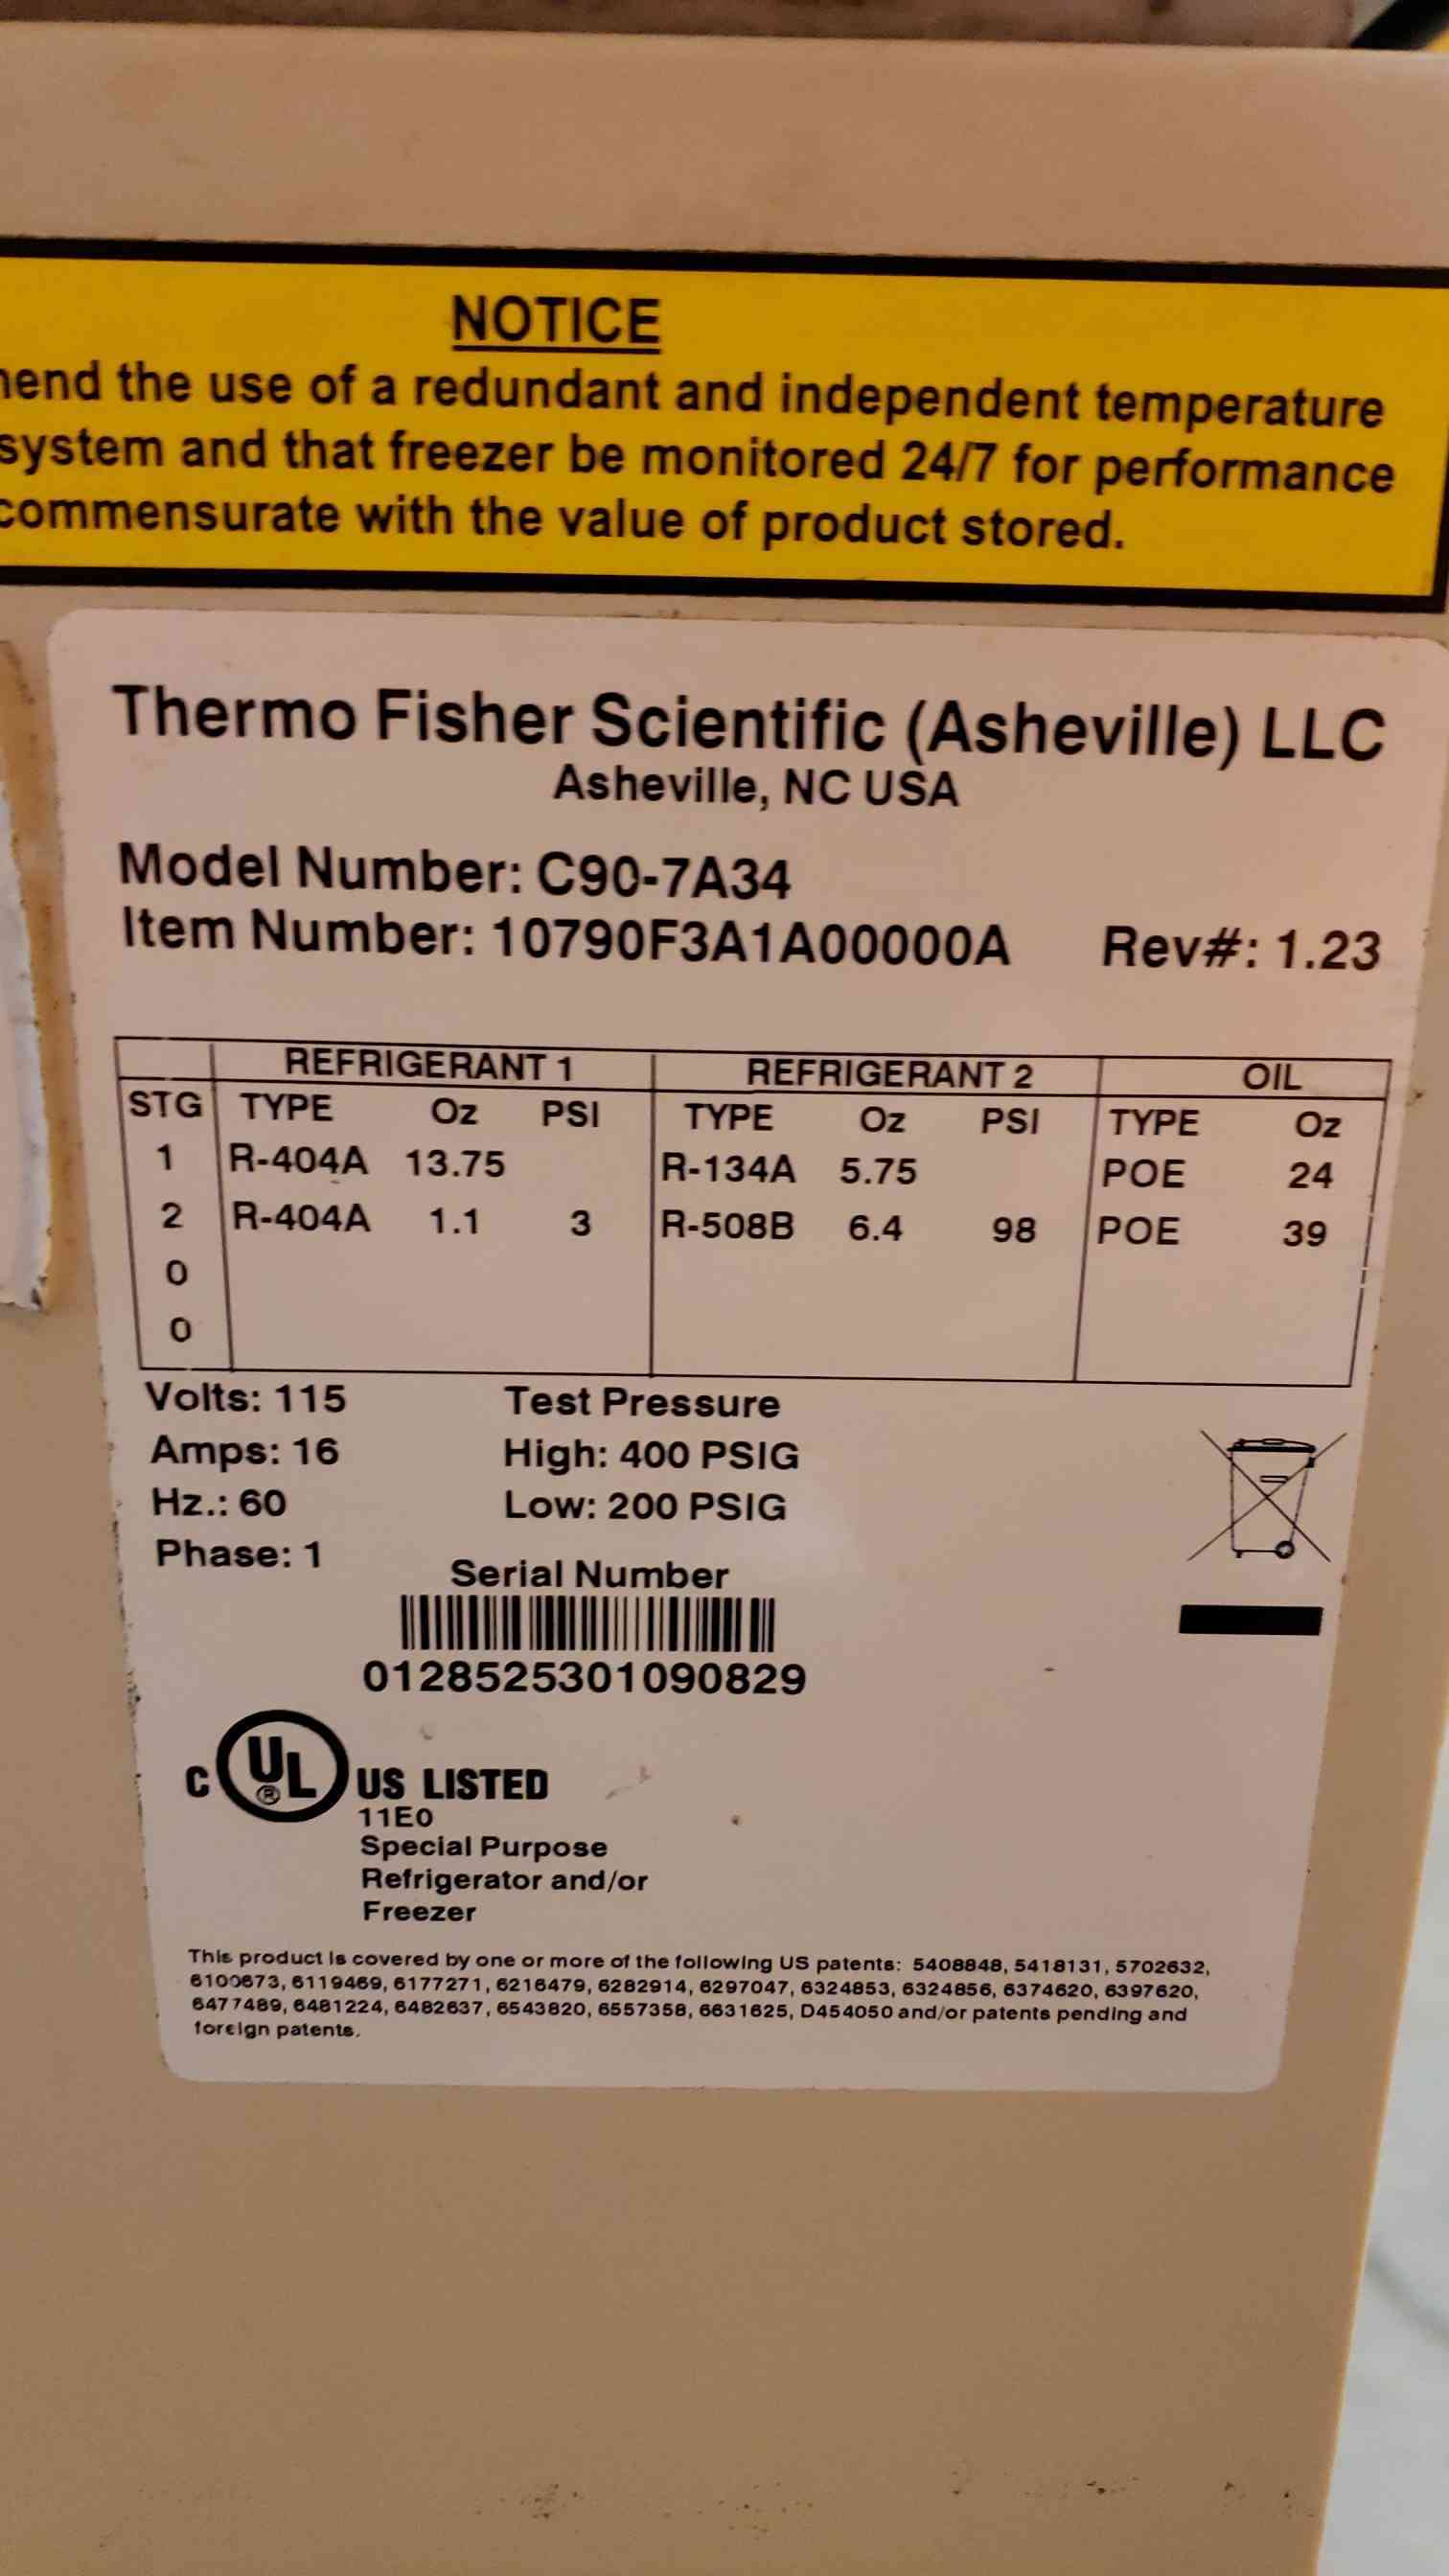 NOTICE
the use of a redundant and independent temperature
system and that freezer be monitored 24/7 for performance
commensurate with the value of product stored.
Thermo Fisher Scientific (Asheville) LLC
Asheville, NC USA
Model Number: C90-7A34
Item Number: 10790F3A1A00000A Rev#: 1.23
REFRIGERANT 1 REFRIGERANT 2 OIL
STG TYPE Oz PSI TYPE Oz PSI TYPE Oz
1 R-404A 13.75 R-134A 5.75 POE 24
2 R-404A 1.1 3 R-508B 6.4 98 POE 39
0
0
Volts: 115 Test Pressure
Amps: 16 High: 400 PSIG
Hz.: 60 Low: 200 PSIG
Phase: 1
Serial Number
0128525301090829
C UL® US LISTED
11E0
Special Purpose
Refrigerator and/or
Freezer
This product is covered by one or more of the following US patents: 5408848, 5418131, 5702632,
6100673, 6119469, 6177271, 6216479, 6282914, 6297047, 6324853, 6324856, 6374620, 6397620,
6477489, 6481224, 6482637, 6543820, 6557358, 6631625, D454050 and/or patents pending and
foreign patents.